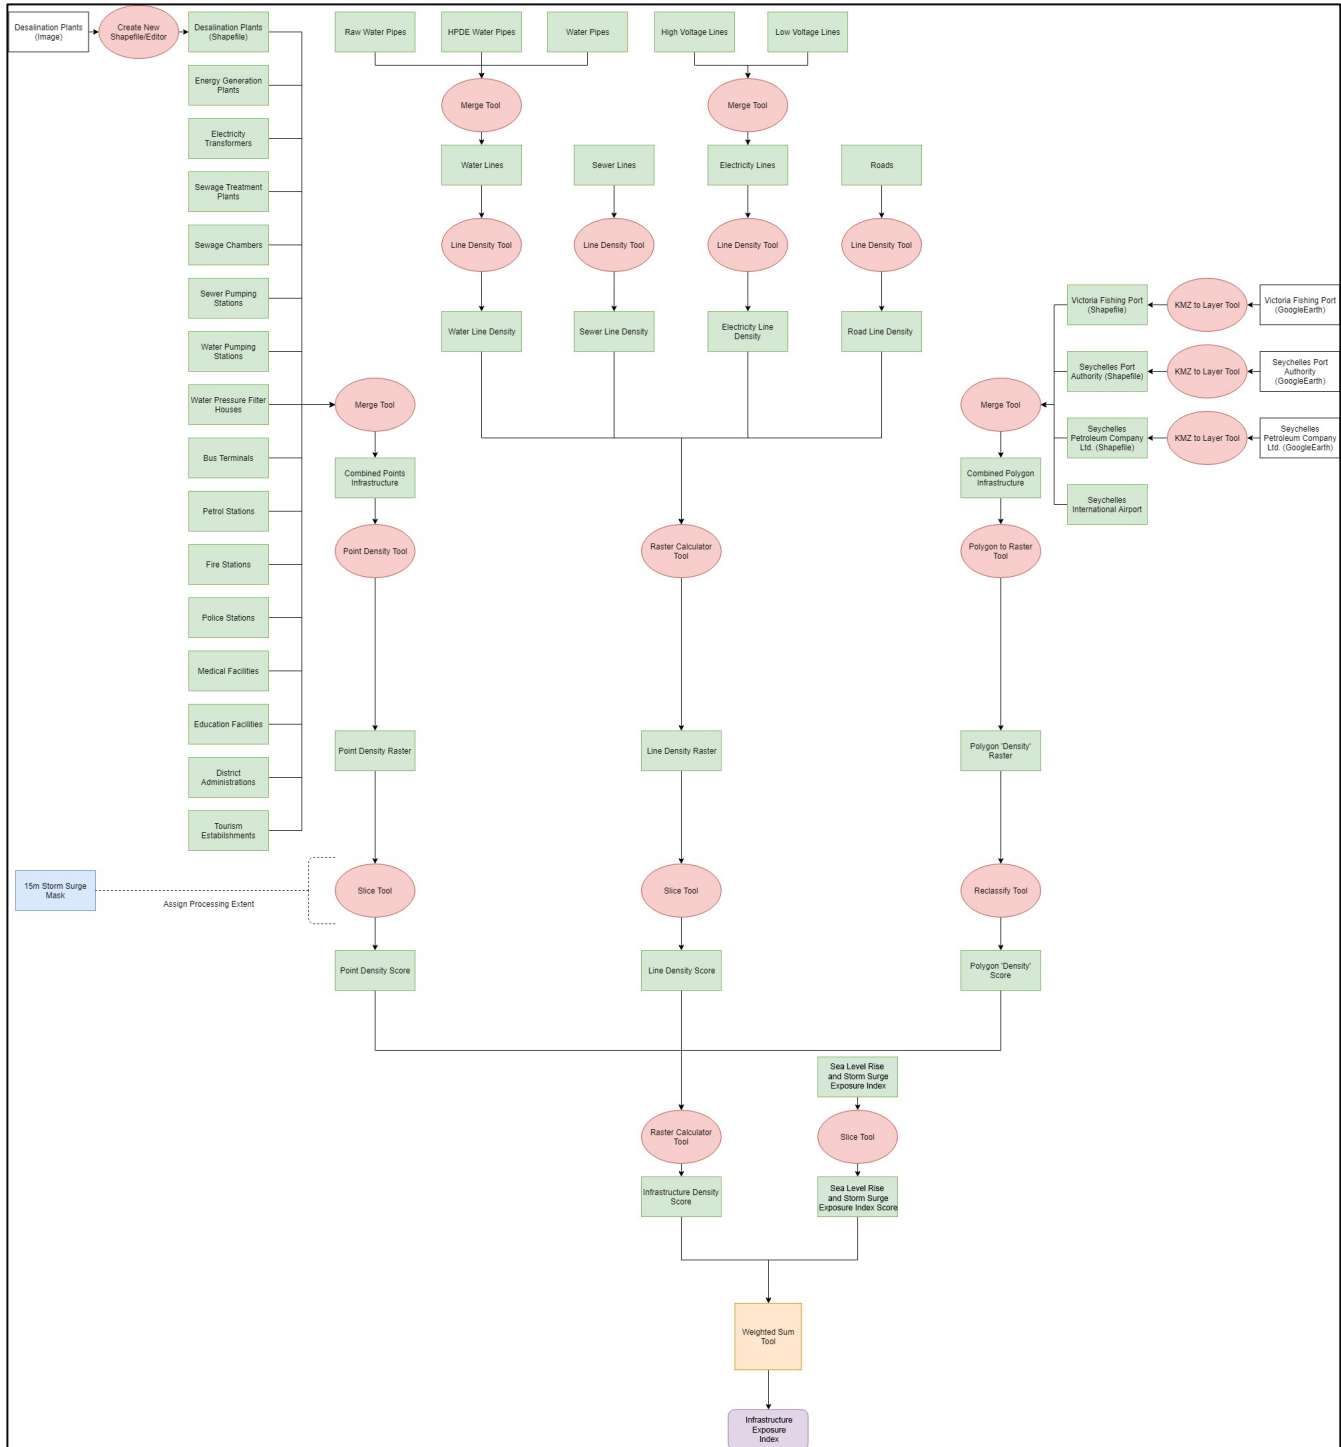 Desalination Plants
(Image)
Create New
Shapefile/Editor
Desalination Plants
(Shapefile)
Raw Water Pipes
HPDE Water Pipes
Water Pipes
High Voltage Lines
Low Voltage Lines
Energy Generation
Plants
Merge Tool
Merge Tool
Electricity
Transformers
Water Lines
Sewer Lines
Electricity Lines
Roads
Sewage Treatment
Plants
Sewage Chambers
Line Density Tool
Line Density Tool
Line Density Tool
Line Density Tool
Sewer Pumping
Stations
Victoria Fishing Port
(Shapefile)
KMZ to Layer Tool
Victoria Fishing Port
(GoogleEarth)
Water Pumping
Stations
Water Line Density
Sewer Line Density
Electricity Line
Density
Road Line Density
Seychelles Port
Authority (Shapefile)
KMZ to Layer Tool
Seychelles Port
Authority
(GoogleEarth)
Water Pressure Filter
Houses
Merge Tool
Merge Tool
Seychelles
Petroleum Company
Ltd. (Shapefile)
KMZ to Layer Tool
Seychelles
Petroleum Company
Ltd. (GoogleEarth)
Bus Terminals
Combined Points
Infrastructure
Combined Polygon
Infrastructure
Seychelles
International Airport
Petrol Stations
Point Density Tool
Raster Calculator
Tool
Polygon to Raster
Tool
Fire Stations
Police Stations
Medical Facilities
Education Facilities
Point Density Raster
Line Density Raster
Polygon 'Density'
Raster
District
Administrations
Tourism
Estabilshments
15m Storm Surge
Mask
Assign Processing Extent
Slice Tool
Slice Tool
Reclassify Tool
Point Density Score
Line Density Score
Polygon 'Density'
Score
Sea Level Rise
and Storm Surge
Exposure Index
Raster Calculator
Tool
Slice Tool
Infrastructure Density
Score
Sea Level Rise
and Storm Surge
Exposure Index Score
Weighted Sum
Tool
Infrastructure
Exposure
Index